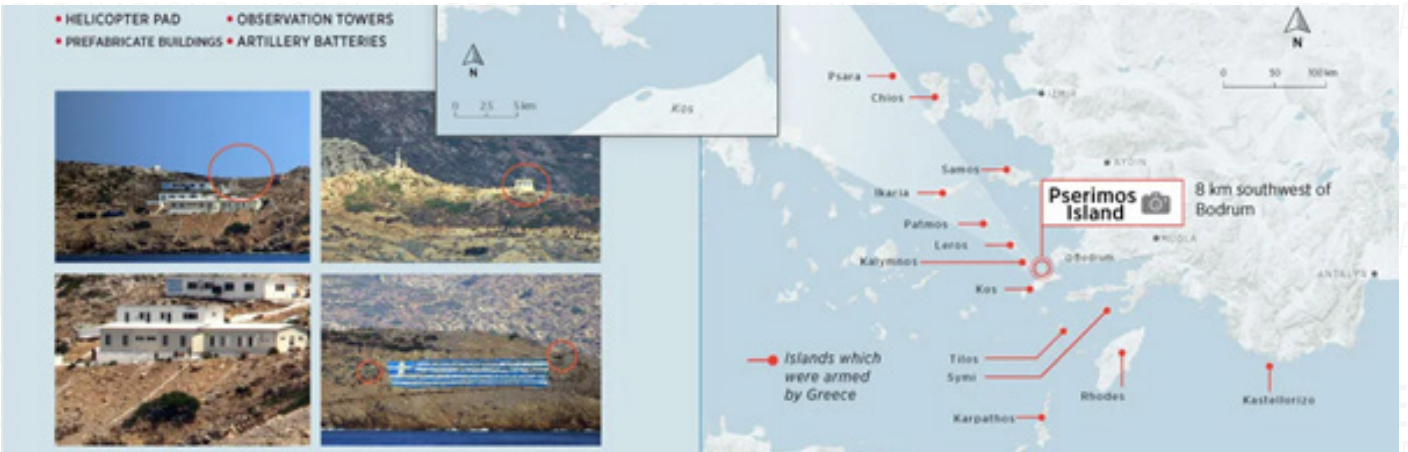 • HELICOPTER PAD
• PREFABRICATE BUILDINGS
• OBSERVATION TOWERS
• ARTILLERY BATTERIES
N
0 2.5 5 km
Kos
N
0 50 100 km
Psara
Chios
İZMİR
Samos
AYDIN
Ikaria
Pserimos
Island
8 km southwest of
Bodrum
Patmos
MUĞLA
Leros
Kalymnos
Bodrum
ANTALYA
Kos
Islands which
were armed
by Greece
Tilos
Symi
Rhodes
Kastellorizo
Karpathos